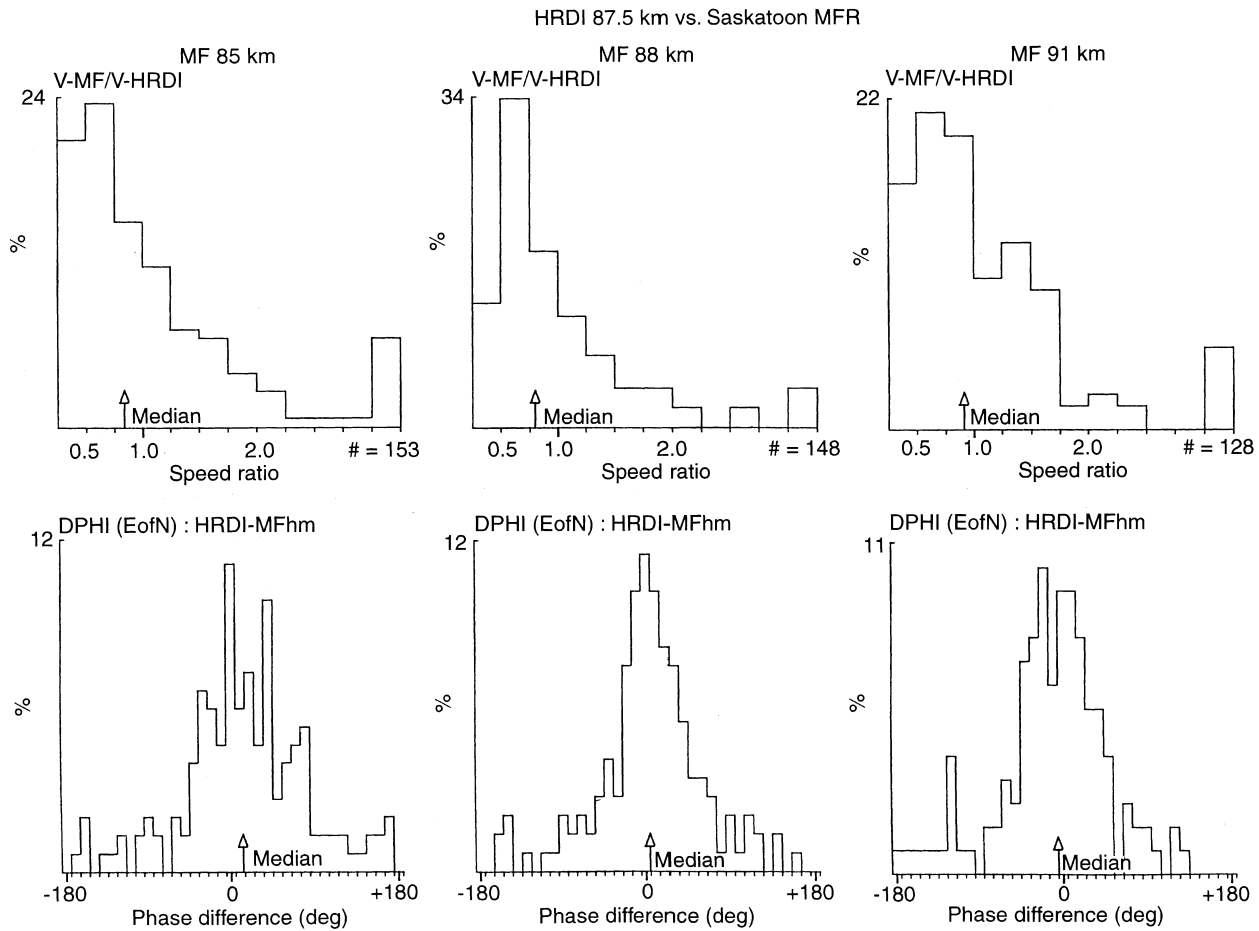 HRDI 87.5 km vs. Saskatoon MFR
MF 85 km
V-MF/V-HRDI
24
%
Median
0.5 1.0 2.0 # = 153
Speed ratio
MF 88 km
V-MF/V-HRDI
34
%
Median
0.5 1.0 2.0 # = 148
Speed ratio
MF 91 km
V-MF/V-HRDI
22
%
Median
0.5 1.0 2.0 # = 128
Speed ratio
DPHI (EofN) : HRDI-MFhm
12
%
Median
-180 0 +180
Phase difference (deg)
DPHI (EofN) : HRDI-MFhm
12
%
Median
-180 0 +180
Phase difference (deg)
DPHI (EofN) : HRDI-MFhm
11
%
Median
-180 0 +180
Phase difference (deg)